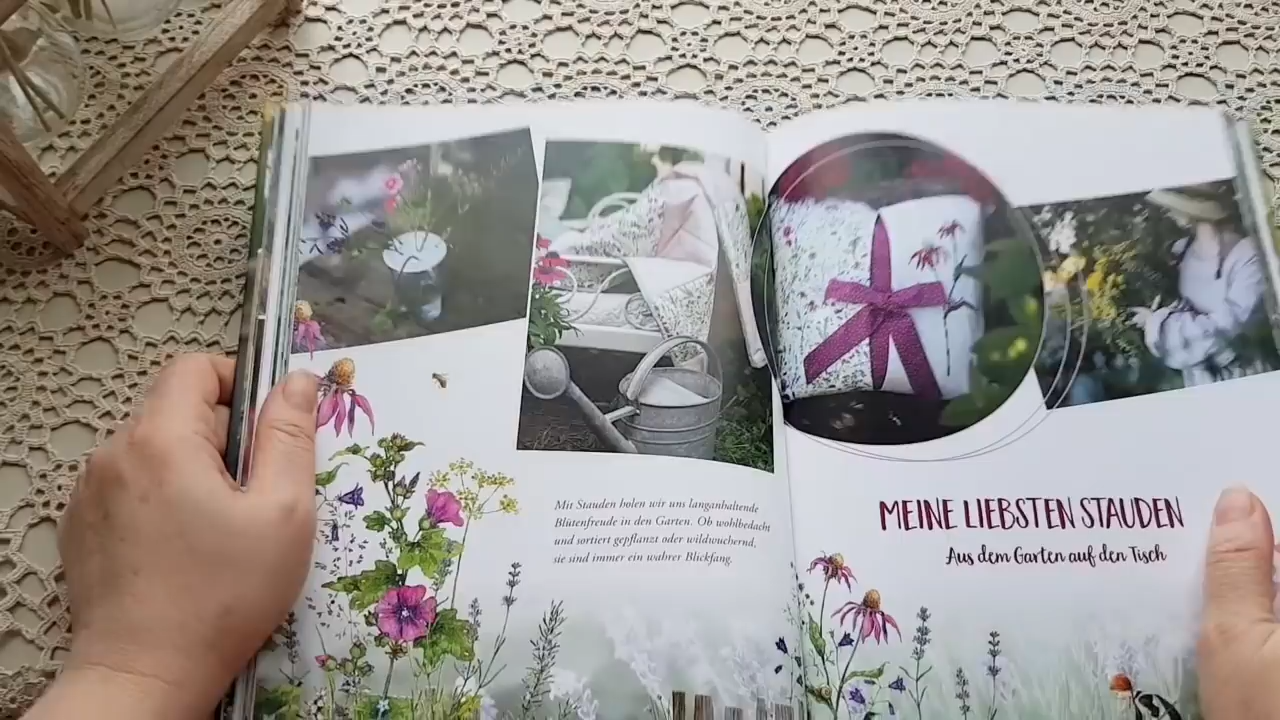 Mit Stauden holen wir uns langanhaltende
Blütenfreude in den Garten. Ob wohlbedacht
und sortiert gepflanzt oder wildwuchernd,
sie sind immer ein wahrer Blickfang.
MEINE LIEBSTEN STAUDEN
Aus dem Garten auf den Tisch